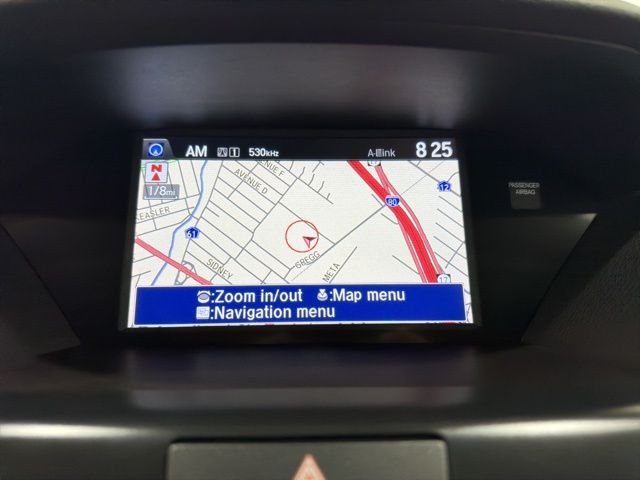 AM 530kHz A-link 8 25
N
1/8mi
AVENUE F
AVENUE D
12
PASSENGER
AIRBAG
80
EASLER
61
SIDNEY
GREGG
META
17
:Zoom in/out :Map menu
:Navigation menu